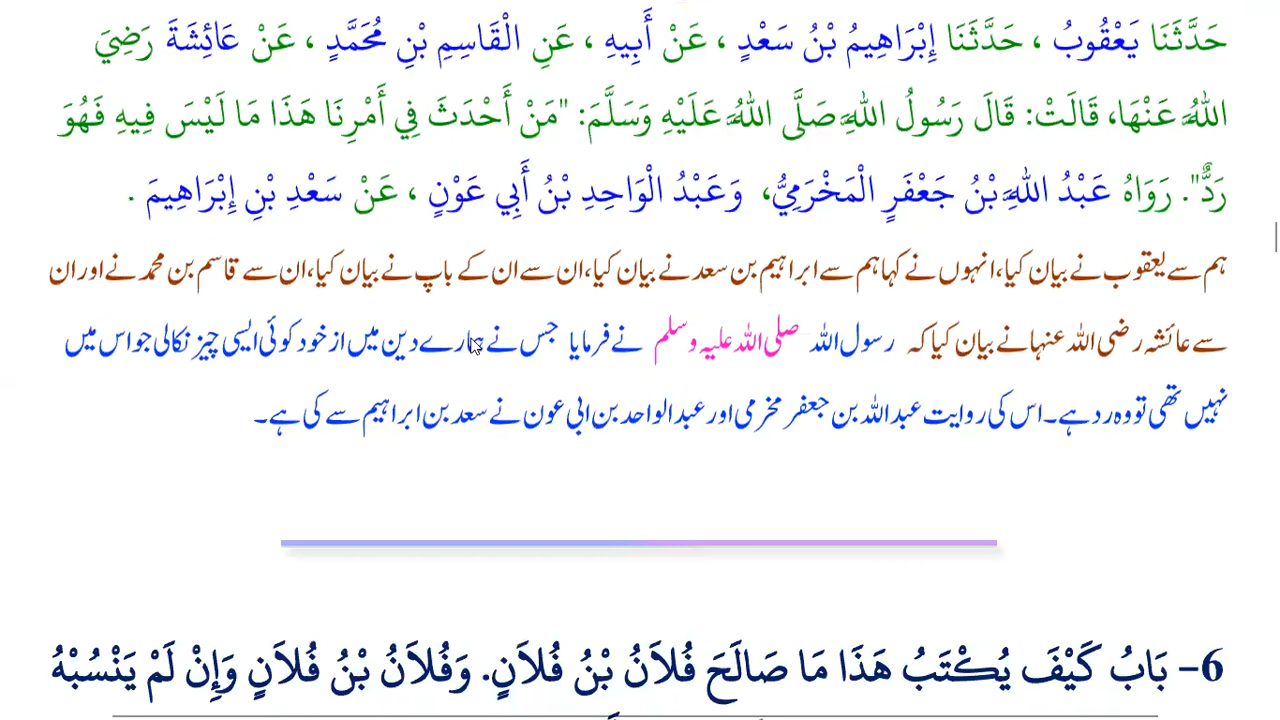 حَدَّثَنَا يَعْقُوبُ ، حَدَّثَنَا إِبْرَاهِيمُ بْنُ سَعْدٍ ، عَنْ أَبِيهِ ، عَنِ الْقَاسِمِ بْنِ مُحَمَّدٍ ، عَنْ عَائِشَةَ رَضِيَ
اللَّهُ عَنْهَا، قَالَتْ: قَالَ رَسُولُ اللَّهِ صَلَّى اللَّهُ عَلَيْهِ وَسَلَّمَ: "مَنْ أَحْدَثَ فِي أَمْرِنَا هَذَا مَا لَيْسَ فِيهِ فَهُوَ
رَدٌّ". رَوَاهُ عَبْدُ اللَّهِ بْنُ جَعْفَرٍ الْمَخْرَمِيُّ، وَعَبْدُ الْوَاحِدِ بْنُ أَبِي عَوْنٍ ، عَنْ سَعْدِ بْنِ إِبْرَاهِيمَ .
ہم سے یعقوب نے بیان کیا، انہوں نے کہا ہم سے ابراہیم بن سعد نے بیان کیا، ان سے ان کے باپ نے بیان کیا، ان سے قاسم بن محمد نے اور ان
سے عائشہ رضی اللہ عنہا نے بیان کیا کہ رسول اللہ صلی اللہ علیہ وسلم نے فرمایا جس نے ہمارے دین میں از خود کوئی ایسی چیز نکالی جو اس میں
نہیں تھی تو وہ رد ہے۔ اس کی روایت عبداللہ بن جعفر مخرمی اور عبدالواحد بن ابی عون نے سعد بن ابراہیم سے کی ہے۔
6- بَابُ كَيْفَ يُكْتَبُ هَذَا مَا صَالَحَ فُلاَنُ بْنُ فُلاَنٍ. وَفُلاَنُ بْنُ فُلاَنٍ وَإِنْ لَمْ يَنْسُبْهُ